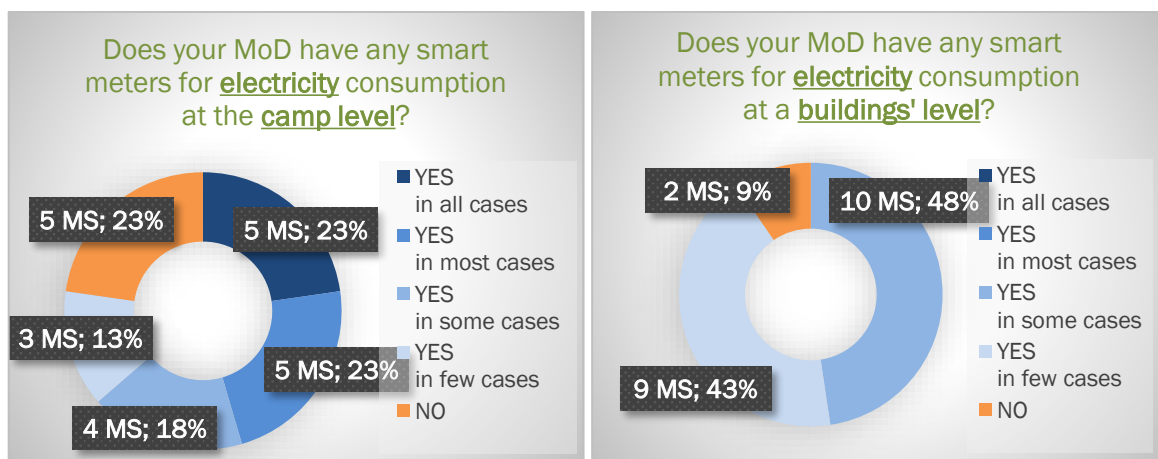 Does your MoD have any smart
meters for electricity consumption
at the camp level?
5 MS; 23%
5 MS; 23%
5 MS; 23%
4 MS; 18%
3 MS; 13%
YES
in all cases
YES
in most cases
YES
in some cases
YES
in few cases
NO
Does your MoD have any smart
meters for electricity consumption
at a buildings' level?
2 MS; 9%
10 MS; 48%
9 MS; 43%
YES
in all cases
YES
in most cases
YES
in some cases
YES
in few cases
NO